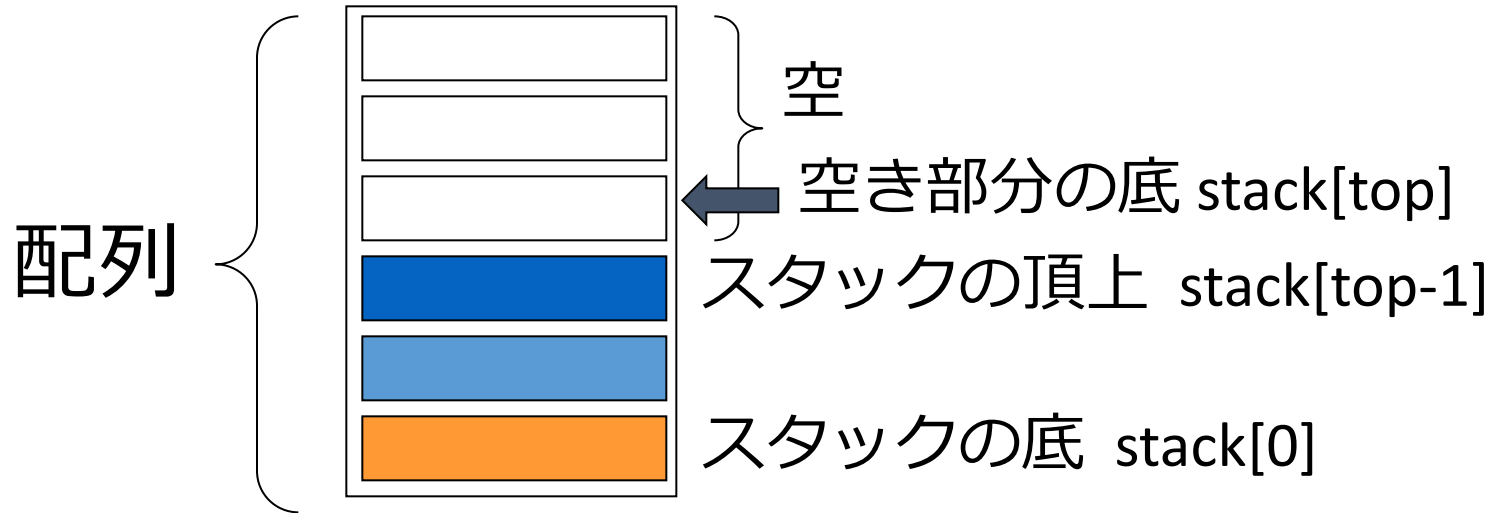 空
空き部分の底 stack[top]
配列
スタックの頂上 stack[top-1]
スタックの底 stack[0]